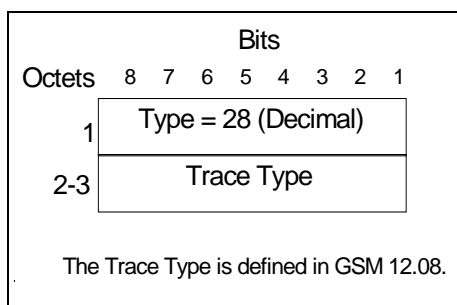 Bits
Octets 8 7 6 5 4 3 2 1
1 Type = 28 (Decimal)
2-3 Trace Type
The Trace Type is defined in GSM 12.08.